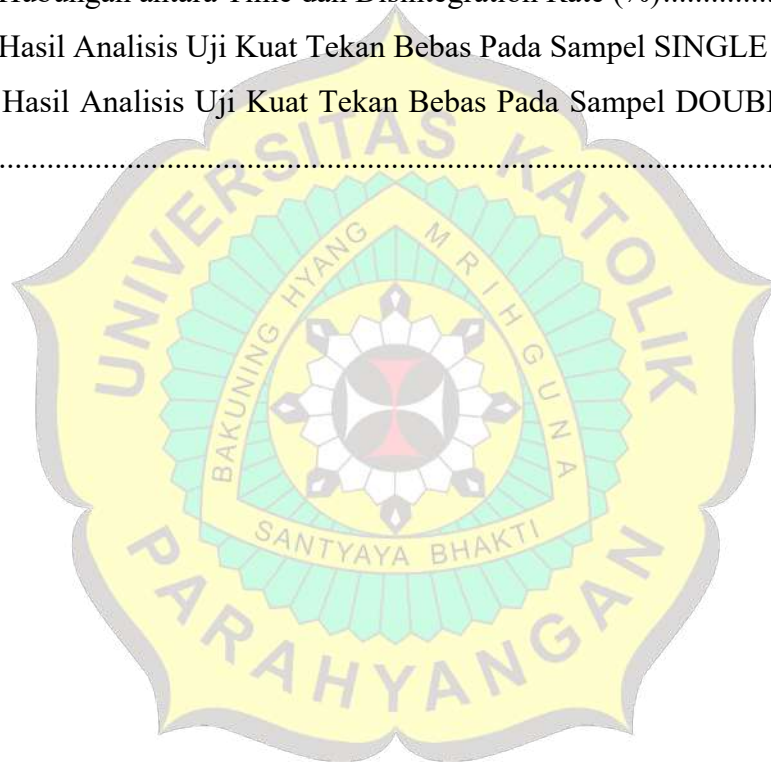 Hubungan antara Time dan Disintegration Rate (%)................
Hasil Analisis Uji Kuat Tekan Bebas Pada Sampel SINGLE
Hasil Analisis Uji Kuat Tekan Bebas Pada Sampel
................................................................................................
UNIVERSITAS KATOLIK
BAKUNING HYANG MRIHGUNA
SANTYAYA BHAKTI
PARAHYANGAN